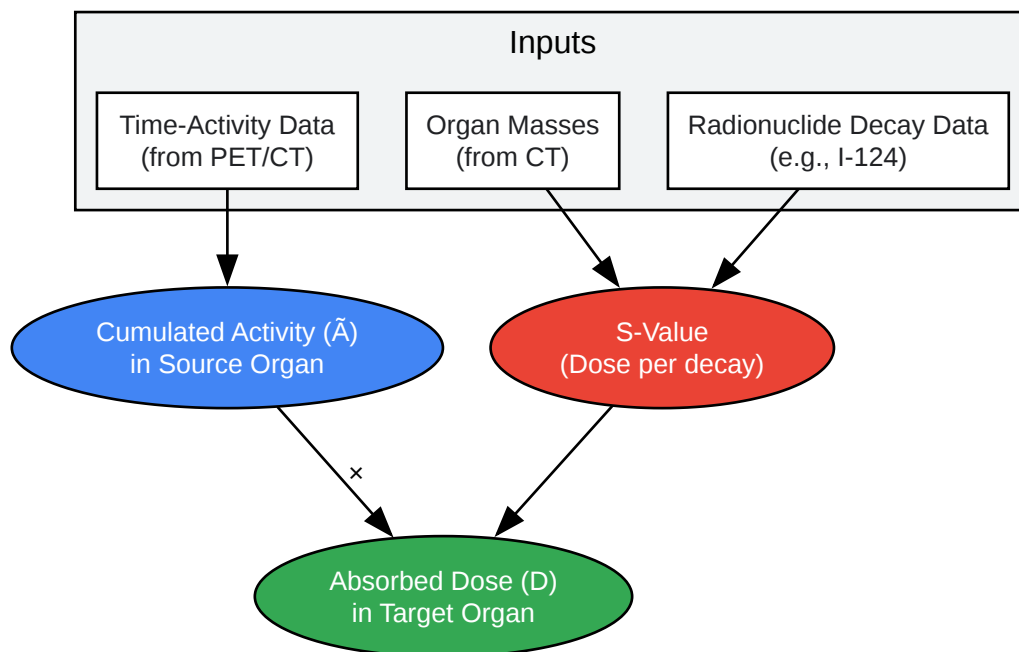 Inputs
Time-Activity Data
(from PET/CT)
Organ Masses
(from CT)
Radionuclide Decay Data
(e.g., I-124)
Cumulated Activity (Ã)
in Source Organ
S-Value
(Dose per decay)
×
Absorbed Dose (D)
in Target Organ